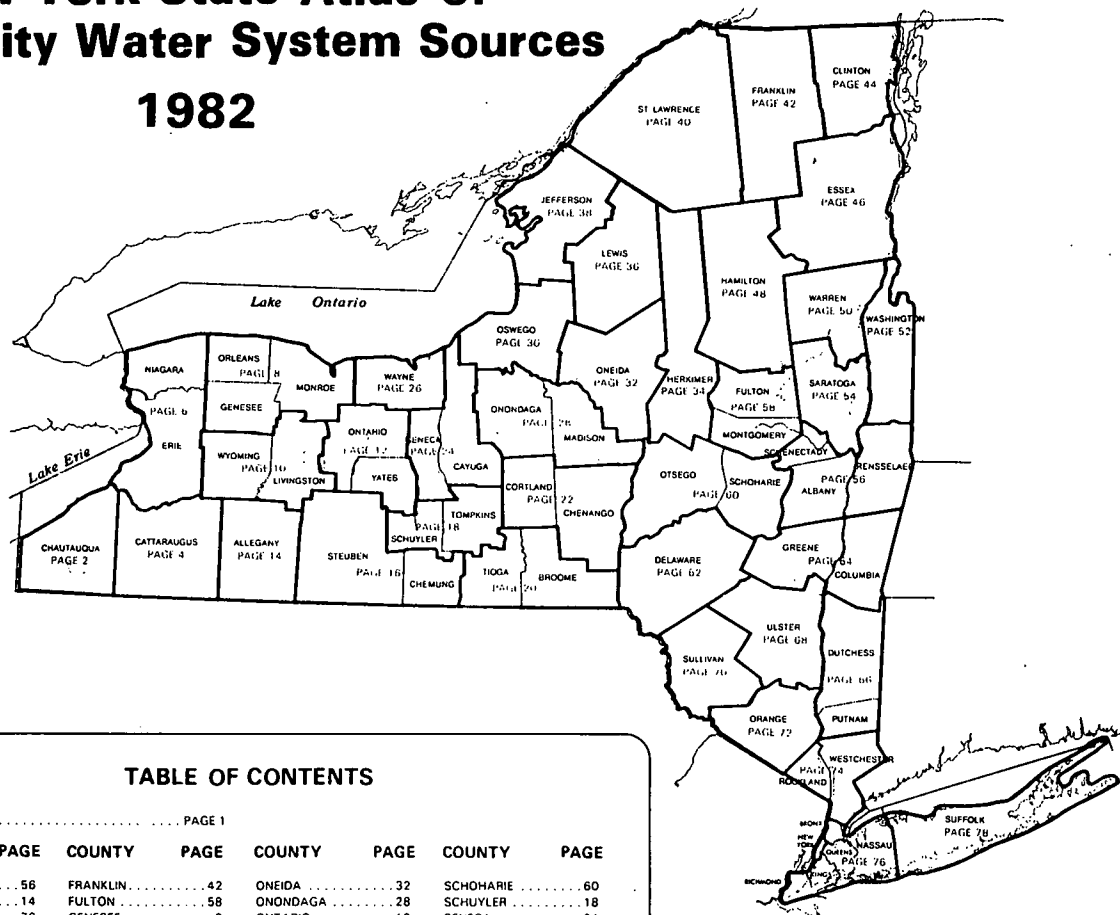 York State Atlas of
ity Water System Sources
1982
CLINTON
PAGE 44
FRANKLIN
PAGE 42
ST LAWRENCE
PAGE 40
ESSEX
PAGE 46
JEFFERSON
PAGE 38
LEWIS
PAGE 36
HAMILTON
PAGE 48
Lake Ontario
WARREN
PAGE 50
WASHINGTON
PAGE 52
OSWEGO
PAGE 30
ONEIDA
PAGE 32
HERKIMER
PAGE 34
FULTON
PAGE 58
SARATOGA
PAGE 54
NIAGARA
ORLEANS
PAGE 8
MONROE
WAYNE
PAGE 26
PAGE 6
GENESEE
ERIE
WYOMING
PAGE 10
LIVINGSTON
ONTARIO
PAGE 12
YATES
SENECA
PAGE 24
CAYUGA
ONONDAGA
PAGE 28
MADISON
MONTGOMERY
SCHENECTADY
RENSSELAER
OTSEGO
PAGE 60
SCHOHARIE
PAGE 56
ALBANY
Lake Erie
CORTLAND
PAGE 22
CHENANGO
TOMPKINS
PAGE 18
SCHUYLER
CHAUTAUQUA
PAGE 2
CATTARAUGUS
PAGE 4
ALLEGANY
PAGE 14
STEUBEN
PAGE 16
CHEMUNG
TIOGA
PAGE 20
BROOME
DELAWARE
PAGE 62
GREENE
PAGE 64
COLUMBIA
ULSTER
PAGE 68
DUTCHESS
PAGE 66
SULLIVAN
PAGE 70
ORANGE
PAGE 72
PUTNAM
WESTCHESTER
PAGE 74
ROCKLAND
SUFFOLK
PAGE 78
BRONX
NEW YORK
QUEENS
NASSAU
PAGE 76
KINGS
RICHMOND
TABLE OF CONTENTS
PAGE 1
PAGE COUNTY PAGE COUNTY PAGE COUNTY PAGE
...56 FRANKLIN..........42 ONEIDA..........32 SCHOHARIE........60
...14 FULTON..........58 ONONDAGA........28 SCHUYLER........18